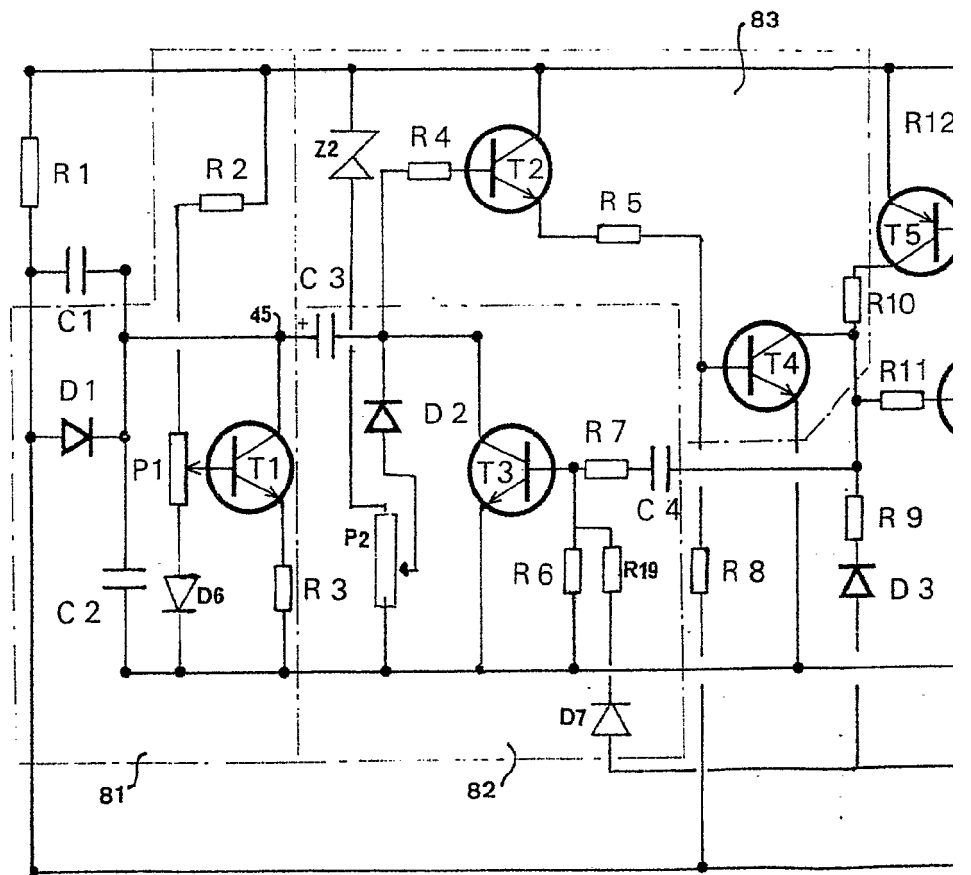 83
R12
R4
Z2
T2
R1
R2
R5
T5
C3
R10
C1
45
+
T4
R11
D1
D2
R7
P1
T1
T3
C4
R9
P2
R6
R19
R8
D3
C2
D6
R3
D7
81
82